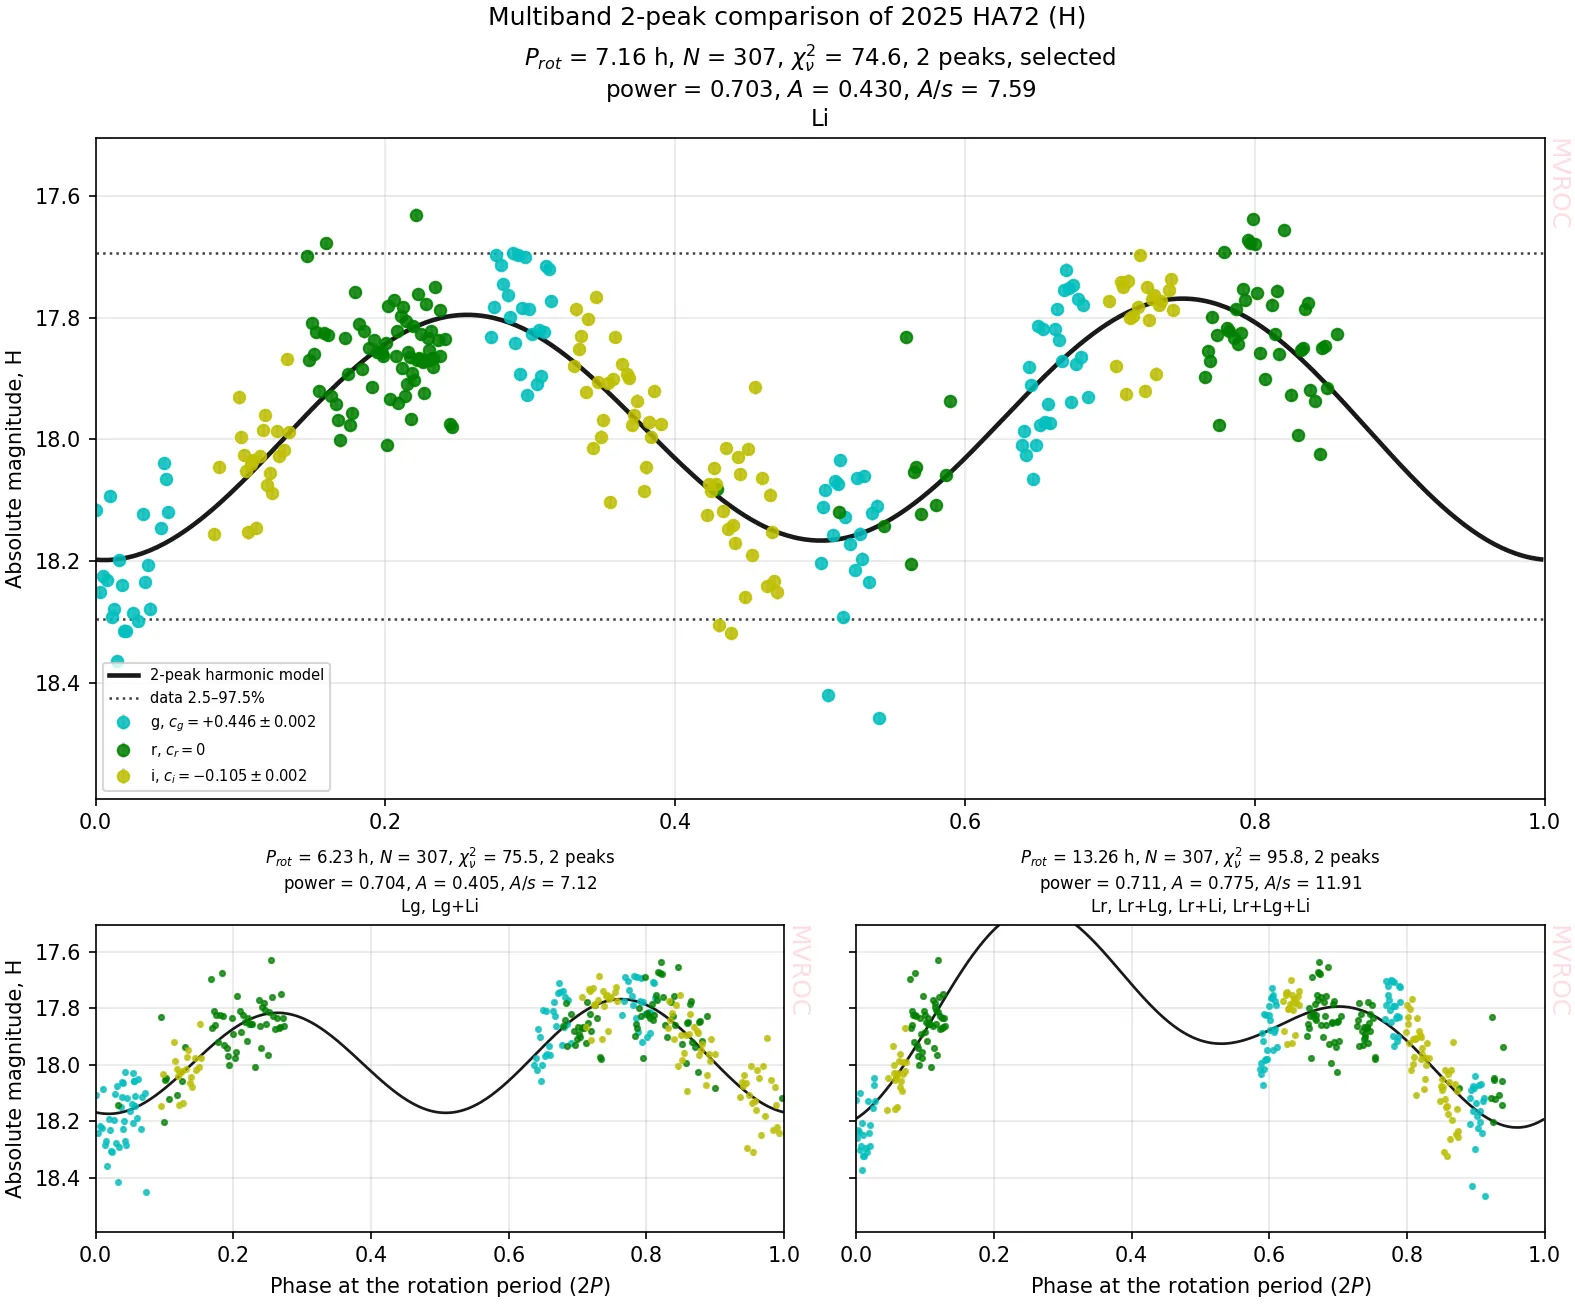 Multiband 2-peak comparison of 2025 HA72 (H)
P_rot = 7.16 h, N = 307, χ²_ν = 74.6, 2 peaks, selected
power = 0.703, A = 0.430, A/s = 7.59
Li
MVROC
Absolute magnitude, H
17.6
17.8
18.0
18.2
18.4
2-peak harmonic model
data 2.5–97.5%
g, c_g = +0.446 ± 0.002
r, c_r = 0
i, c_i = −0.105 ± 0.002
0.0 0.2 0.4 0.6 0.8 1.0
P_rot = 6.23 h, N = 307, χ²_ν = 75.5, 2 peaks
power = 0.704, A = 0.405, A/s = 7.12
Lg, Lg+Li
MVROC
Absolute magnitude, H
17.6
17.8
18.0
18.2
18.4
0.0 0.2 0.4 0.6 0.8 1.0
Phase at the rotation period (2P)
P_rot = 13.26 h, N = 307, χ²_ν = 95.8, 2 peaks
power = 0.711, A = 0.775, A/s = 11.91
Lr, Lr+Lg, Lr+Li, Lr+Lg+Li
MVROC
0.0 0.2 0.4 0.6 0.8 1.0
Phase at the rotation period (2P)